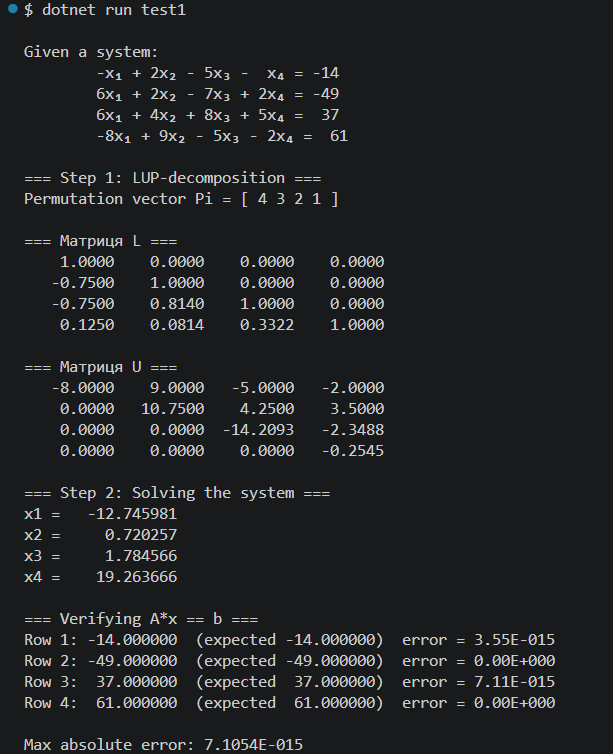 $ dotnet run test1
Given a system:
-x₁ + 2x₂ - 5x₃ -  x₄ = -14
6x₁ + 2x₂ - 7x₃ + 2x₄ = -49
6x₁ + 4x₂ + 8x₃ + 5x₄ =  37
-8x₁ + 9x₂ - 5x₃ - 2x₄ =  61
=== Step 1: LUP-decomposition ===
Permutation vector Pi = [ 4 3 2 1 ]
=== Матриця L ===
1.0000    0.0000    0.0000    0.0000
-0.7500    1.0000    0.0000    0.0000
-0.7500    0.8140    1.0000    0.0000
0.1250    0.0814    0.3322    1.0000
=== Матриця U ===
-8.0000    9.0000   -5.0000   -2.0000
0.0000   10.7500    4.2500    3.5000
0.0000    0.0000  -14.2093   -2.3488
0.0000    0.0000    0.0000   -0.2545
=== Step 2: Solving the system ===
x1 =   -12.745981
x2 =     0.720257
x3 =     1.784566
x4 =    19.263666
=== Verifying A*x == b ===
Row 1: -14.000000  (expected -14.000000)  error = 3.55E-015
Row 2: -49.000000  (expected -49.000000)  error = 0.00E+000
Row 3:  37.000000  (expected  37.000000)  error = 7.11E-015
Row 4:  61.000000  (expected  61.000000)  error = 0.00E+000
Max absolute error: 7.1054E-015